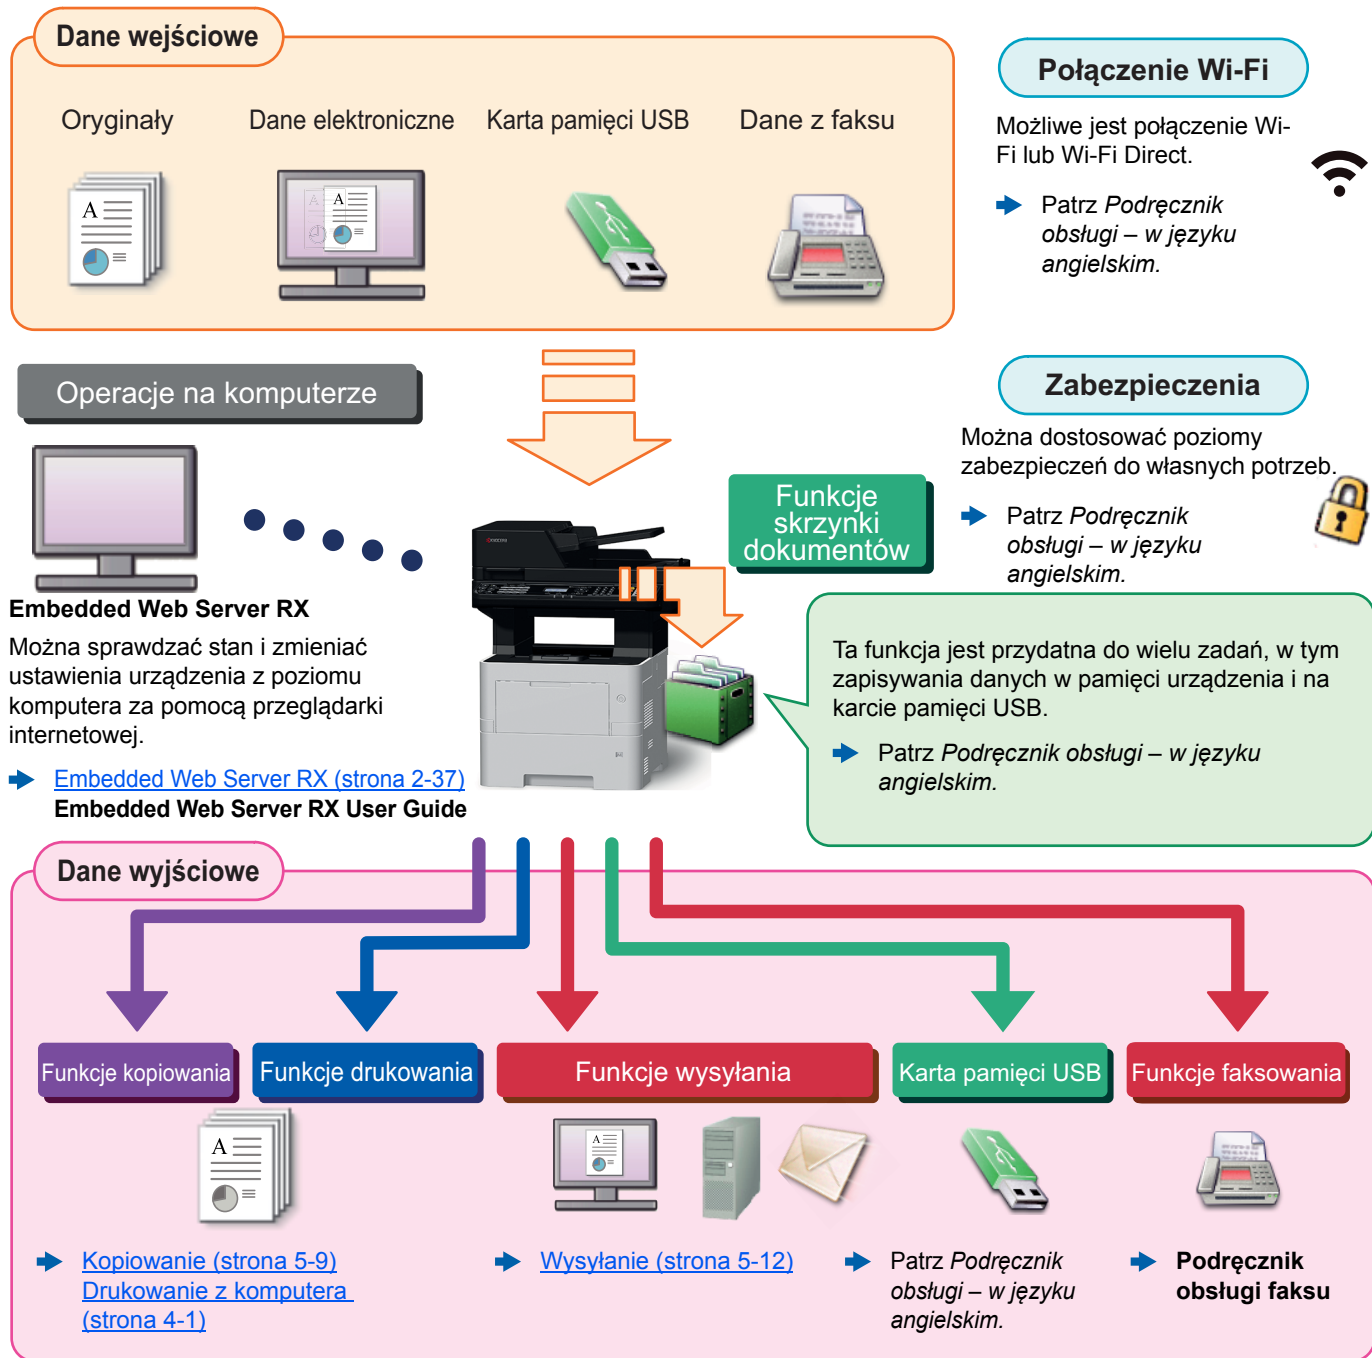 Dane wejściowe
Oryginały
Dane elektroniczne
Karta pamięci USB
Dane z faksu
Połączenie Wi-Fi
Możliwe jest połączenie Wi-
Fi lub Wi-Fi Direct.
Patrz Podręcznik
obsługi – w języku
angielskim.
Operacje na komputerze
Zabezpieczenia
Można dostosować poziomy
zabezpieczeń do własnych potrzeb.
Patrz Podręcznik
obsługi – w języku
angielskim.
Funkcje
skrzynki
dokumentów
Embedded Web Server RX
Można sprawdzać stan i zmieniać
ustawienia urządzenia z poziomu
komputera za pomocą przeglądarki
internetowej.
Embedded Web Server RX (strona 2-37)
Embedded Web Server RX User Guide
Ta funkcja jest przydatna do wielu zadań, w tym
zapisywania danych w pamięci urządzenia i na
karcie pamięci USB.
Patrz Podręcznik obsługi – w języku
angielskim.
Dane wyjściowe
Funkcje kopiowania
Funkcje drukowania
Funkcje wysyłania
Karta pamięci USB
Funkcje faksowania
Kopiowanie (strona 5-9)
Drukowanie z komputera
(strona 4-1)
Wysyłanie (strona 5-12)
Patrz Podręcznik
obsługi – w języku
angielskim.
Podręcznik
obsługi faksu